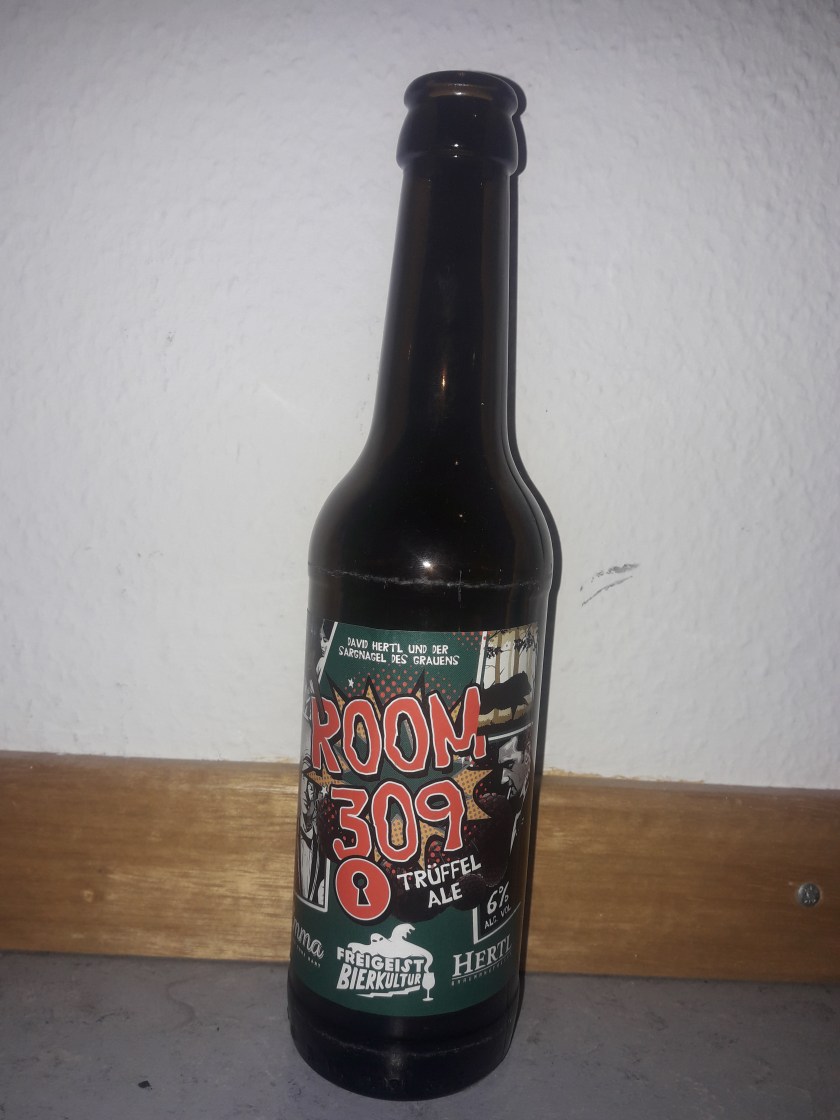 DAVID HERTL UND DER
SARGNAGEL DES GRAUENS
ROOM
309
TRÜFFEL
ALE
6%
ALC. VOL.
FREIGEIST
BIERKULTUR
HERTL